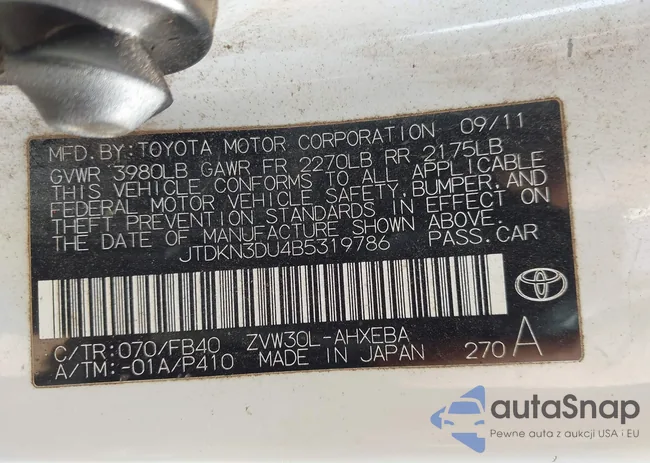 MFD.BY:TOYOTA MOTOR CORPORATION 09/11
GVWR 3980LB GAWR FR 2270LB RR 2175LB
THIS VEHICLE CONFORMS TO ALL APPLICABLE
FEDERAL MOTOR VEHICLE SAFETY, BUMPER, AND
THEFT PREVENTION STANDARDS IN EFFECT ON
THE DATE OF MANUFACTURE SHOWN ABOVE.
JTDKN3DU4B5319786 PASS.CAR
C/TR:070/FB40 ZVW30L-AHXEBA
A/TM:-01A/P410 MADE IN JAPAN 270 A
autaSnap
Pewne auta z aukcji USA i EU